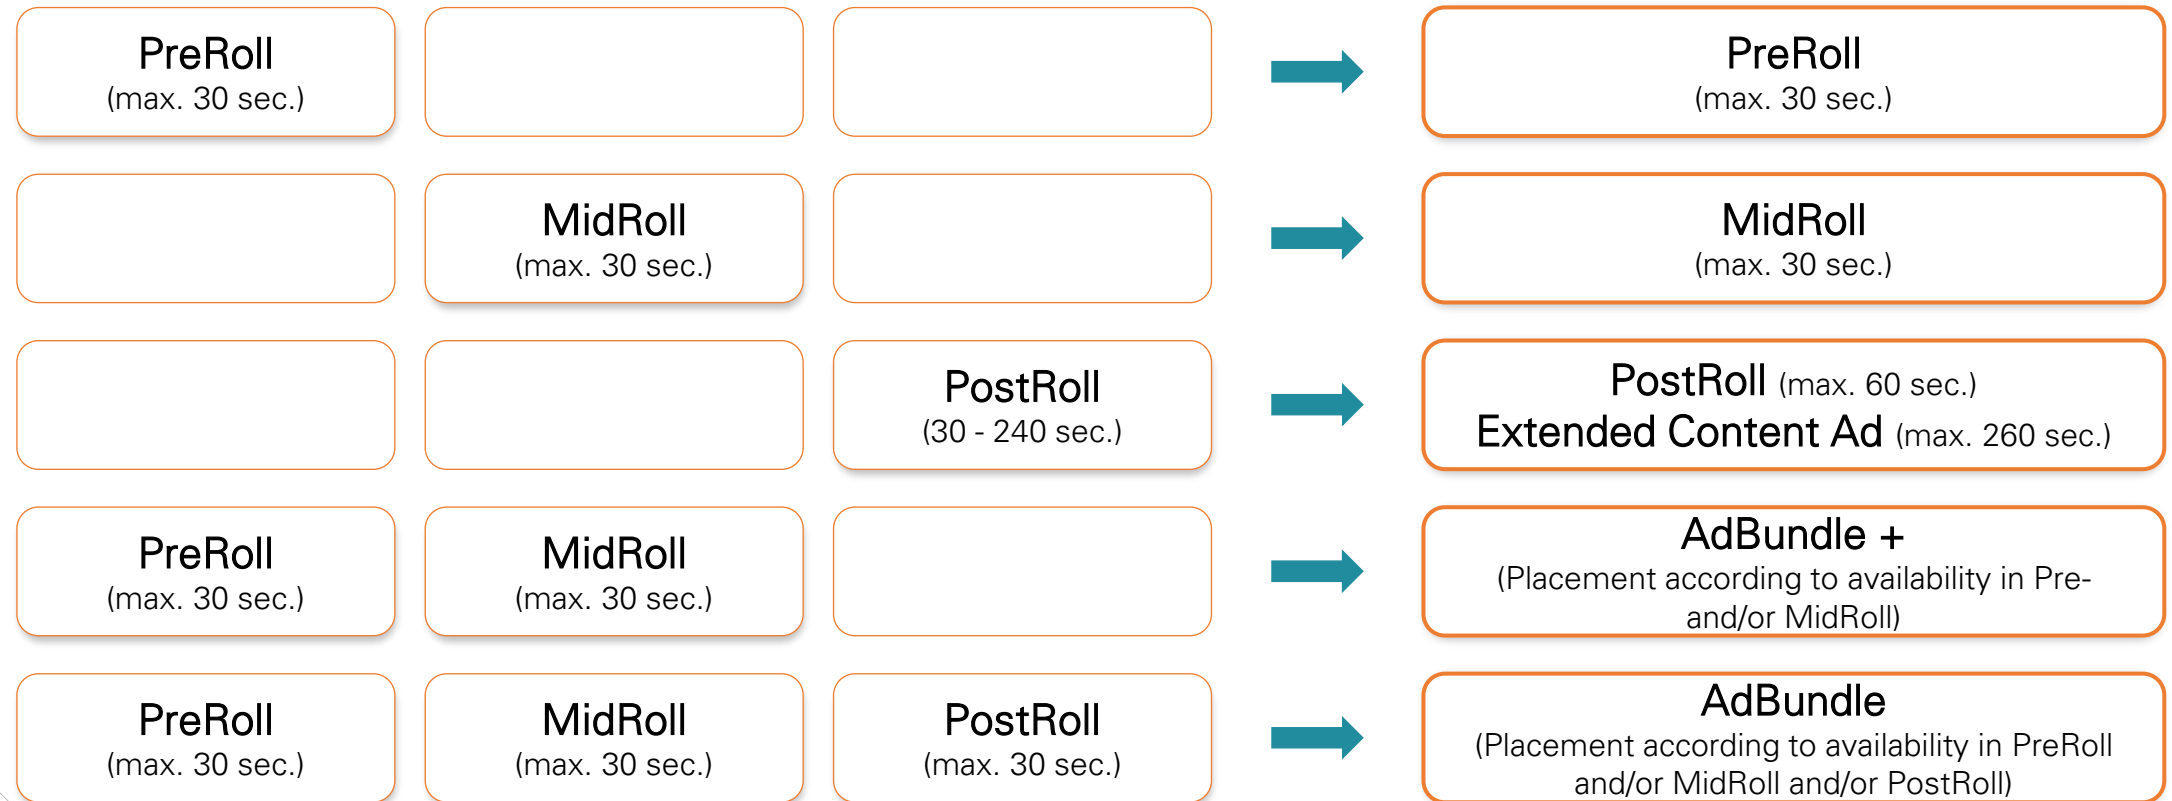 PreRoll
(max. 30 sec.)
PreRoll
(max. 30 sec.)
MidRoll
(max. 30 sec.)
MidRoll
(max. 30 sec.)
PostRoll
(30 - 240 sec.)
PostRoll (max. 60 sec.)
Extended Content Ad (max. 260 sec.)
PreRoll
(max. 30 sec.)
MidRoll
(max. 30 sec.)
AdBundle +
(Placement according to availability in Pre-
and/or MidRoll)
PreRoll
(max. 30 sec.)
MidRoll
(max. 30 sec.)
PostRoll
(max. 30 sec.)
AdBundle
(Placement according to availability in PreRoll
and/or MidRoll and/or PostRoll)